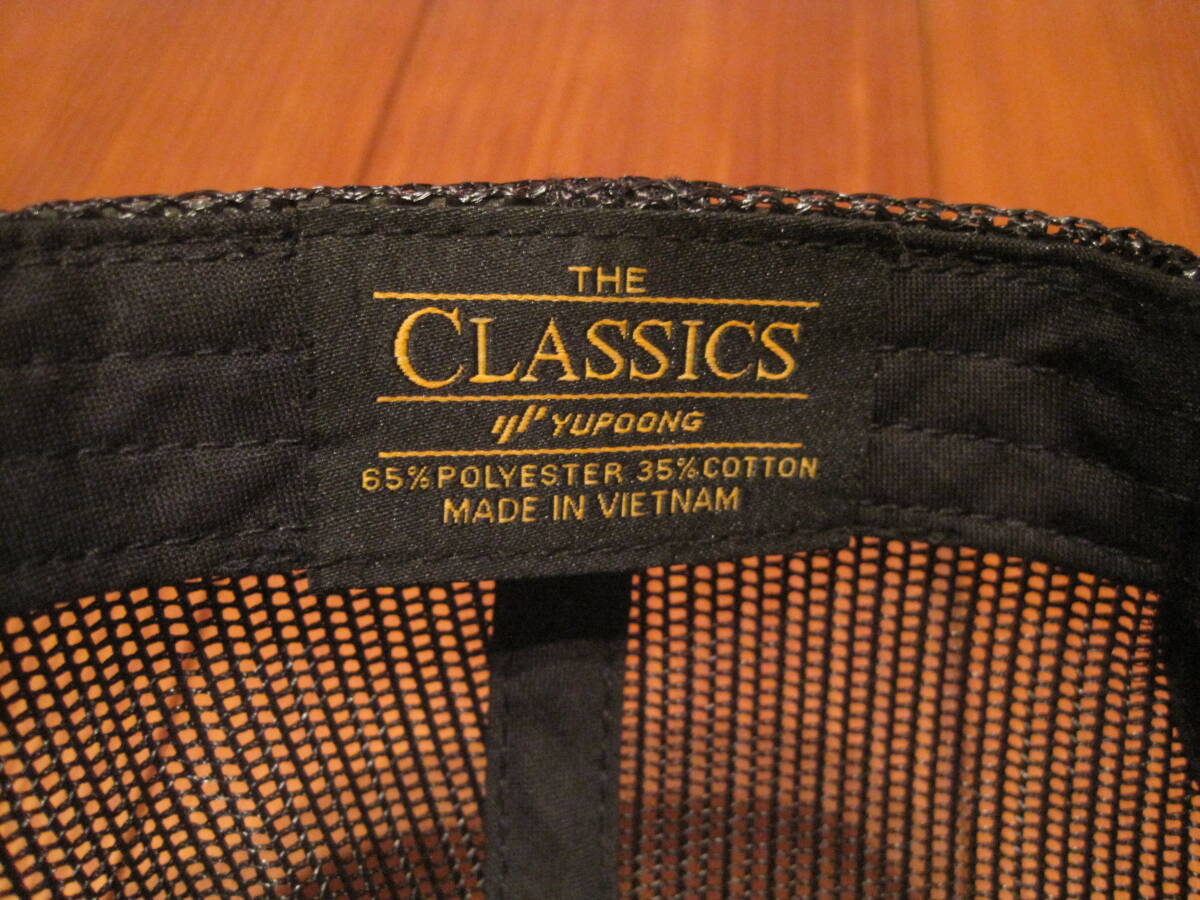 THE
CLASSICS
YUPOONG
65% POLYESTER 35% COTTON
MADE IN VIETNAM